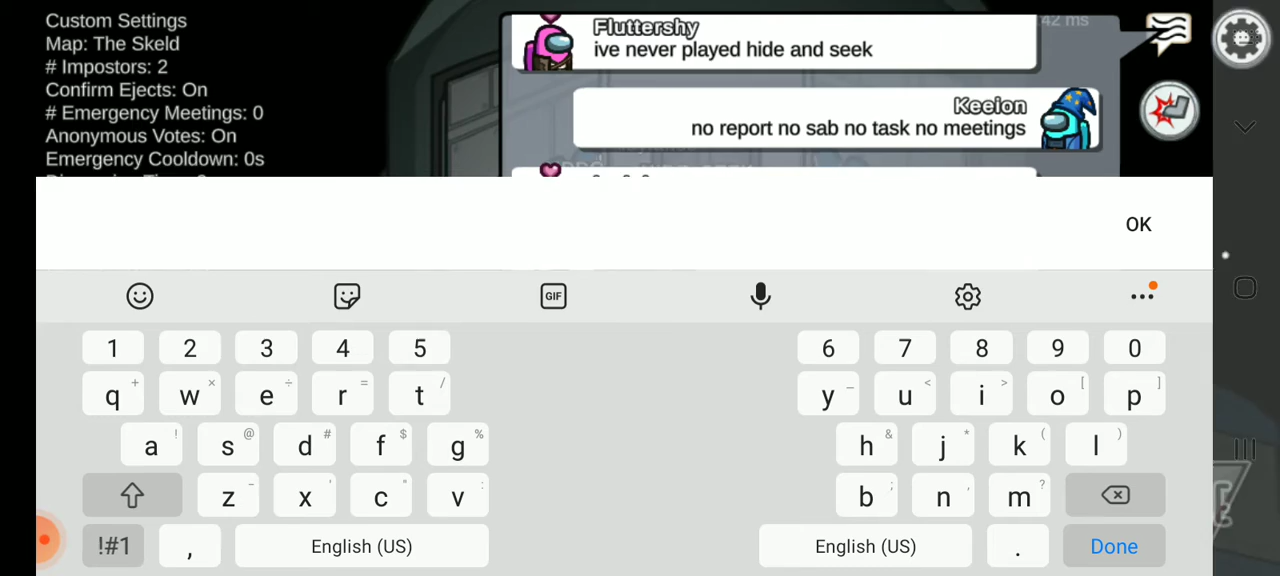 Custom Settings
Map: The Skeld
# Impostors: 2
Confirm Ejects: On
# Emergency Meetings: 0
Anonymous Votes: On
Emergency Cooldown: 0s
42 ms
Fluttershy
ive never played hide and seek
Keeion
no report no sab no task no meetings
OK
GIF
1 2 3 4 5 6 7 8 9 0
q + w × e ÷ r = t / y _ u < i > o [ p ]
a ! s @ d # f $ g % h & j * k ( l )
z - x ' c " v : b ; n , m ?
!#1 , English (US) English (US) . Done